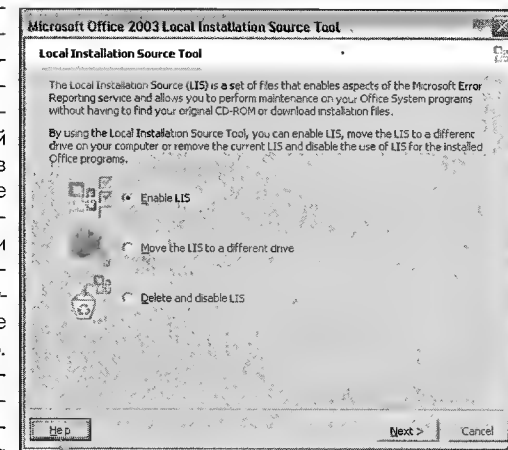 Microsoft Office 2003 Local Installation Source Tool
Local Installation Source Tool
The Local Installation Source (LIS) is a set of files that enables aspects of the Microsoft Error
Reporting service and allows you to perform maintenance on your Office System programs
without having to find your original CD-ROM or download installation files.
By using the Local Installation Source Tool, you can enable LIS, move the LIS to a different
drive on your computer or remove the current LIS and disable the use of LIS for the installed
Office programs.
Enable LIS
Move the LIS to a different drive
Delete and disable LIS
Help
Next >
Cancel